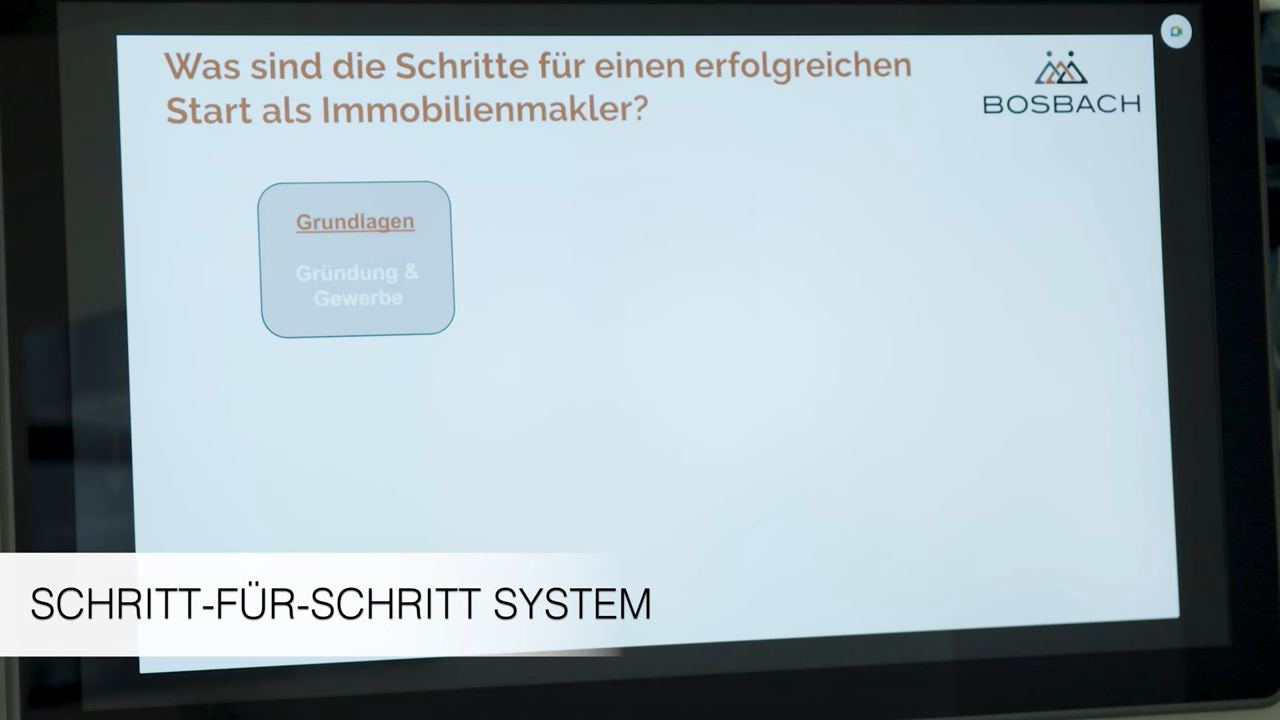 Was sind die Schritte für einen erfolgreichen
Start als Immobilienmakler?
BOSBACH
Grundlagen
Gründung &
Gewerbe
SCHRITT-FÜR-SCHRITT SYSTEM